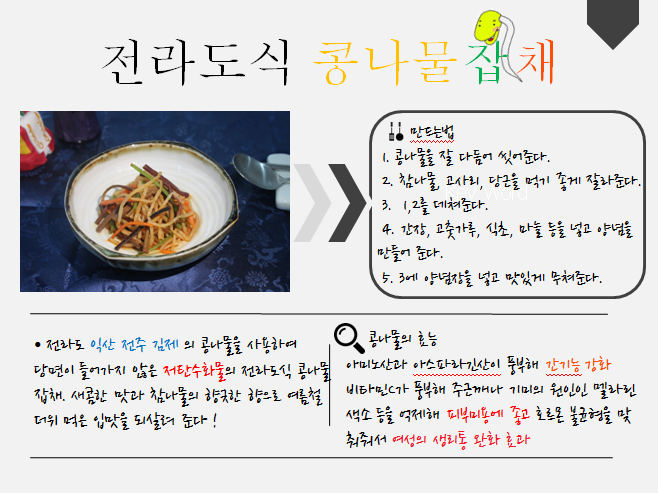 전라도식 콩나물 잡채
만드는법
1. 콩나물을 잘 다듬어 씻어준다.
2. 참나물, 고사리, 당근을 먹기 좋게 잘라준다.
3. 1,2를 데쳐준다.
4. 간장, 고춧가루, 식초, 마늘 등을 넣고 양념을
만들어 준다.
5. 3에 양념장을 넣고 맛있게 무쳐준다.
• 전라도 익산 전주 김제 의 콩나물을 사용하여
당면이 들어가지 않은 저탄수화물의 전라도식 콩나물
잡채. 새콤한 맛과 참나물의 향긋한 향으로 여름철
더위 먹은 입맛을 되살려 준다 !
콩나물의 효능
아미노산과 아스파라긴산이 풍부해 간기능 강화
비타민C가 풍부해 주근깨나 기미의 원인인 멜라린
색소 등을 억제해 피부미용에 좋고 호르몬 불균형을 맞
춰줘서 여성의 생리통 완화 효과